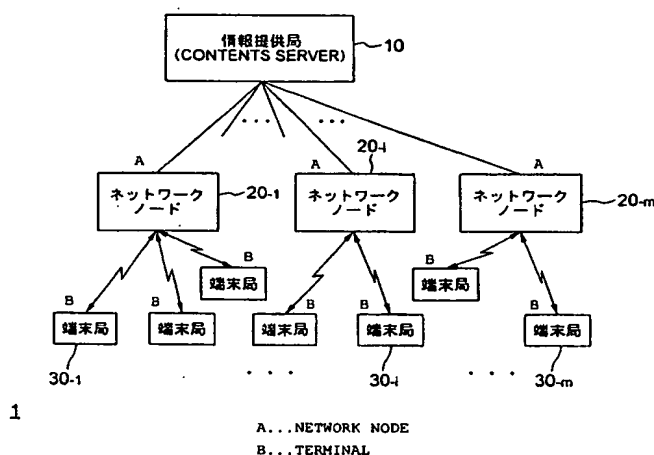 情報提供局
(CONTENTS SERVER)
10
... ...
A A A
20-1 20-i 20-m
ネットワーク
ノード
ネットワーク
ノード
ネットワーク
ノード
B B B B B B B
端末局
端末局
端末局
端末局
端末局
端末局
端末局
30-1 ... 30-i ... 30-m
1
A...NETWORK NODE
B...TERMINAL